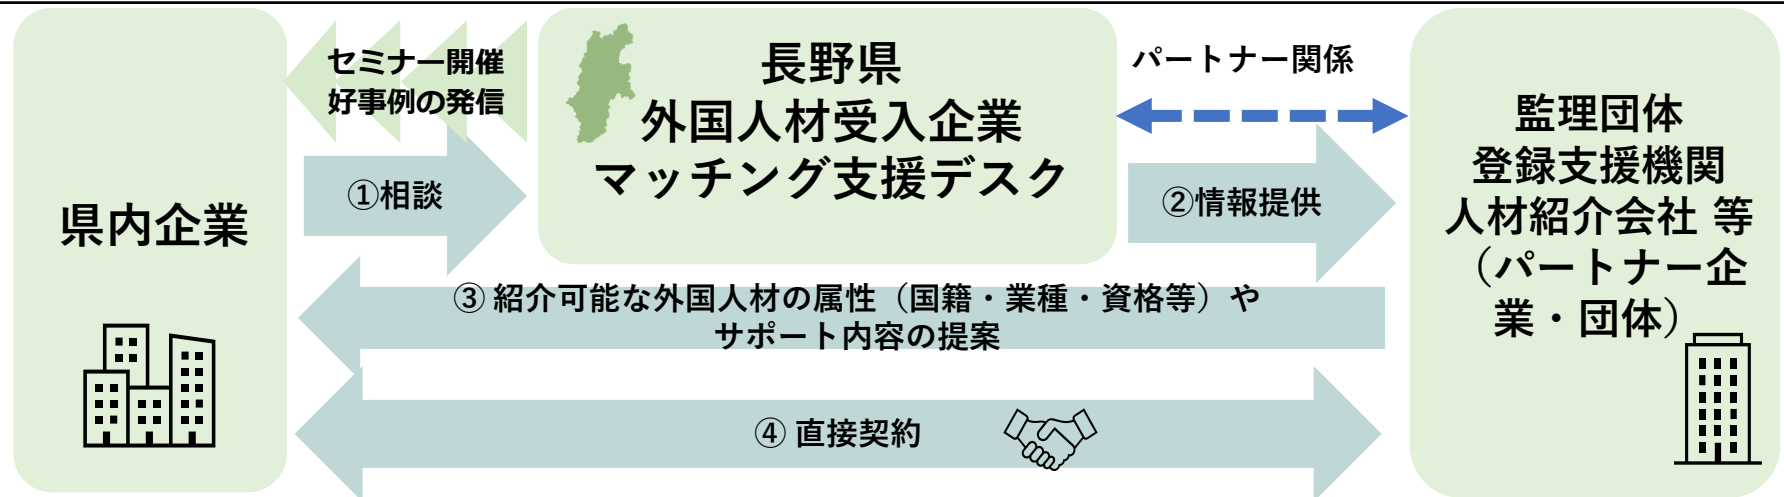 県内企業
セミナー開催
好事例の発信
①相談
長野県
外国人材受入企業
マッチング支援デスク
パートナー関係
②情報提供
監理団体
登録支援機関
人材紹介会社 等
（パートナー企
業・団体）
③ 紹介可能な外国人材の属性（国籍・業種・資格等）や
サポート内容の提案
④ 直接契約